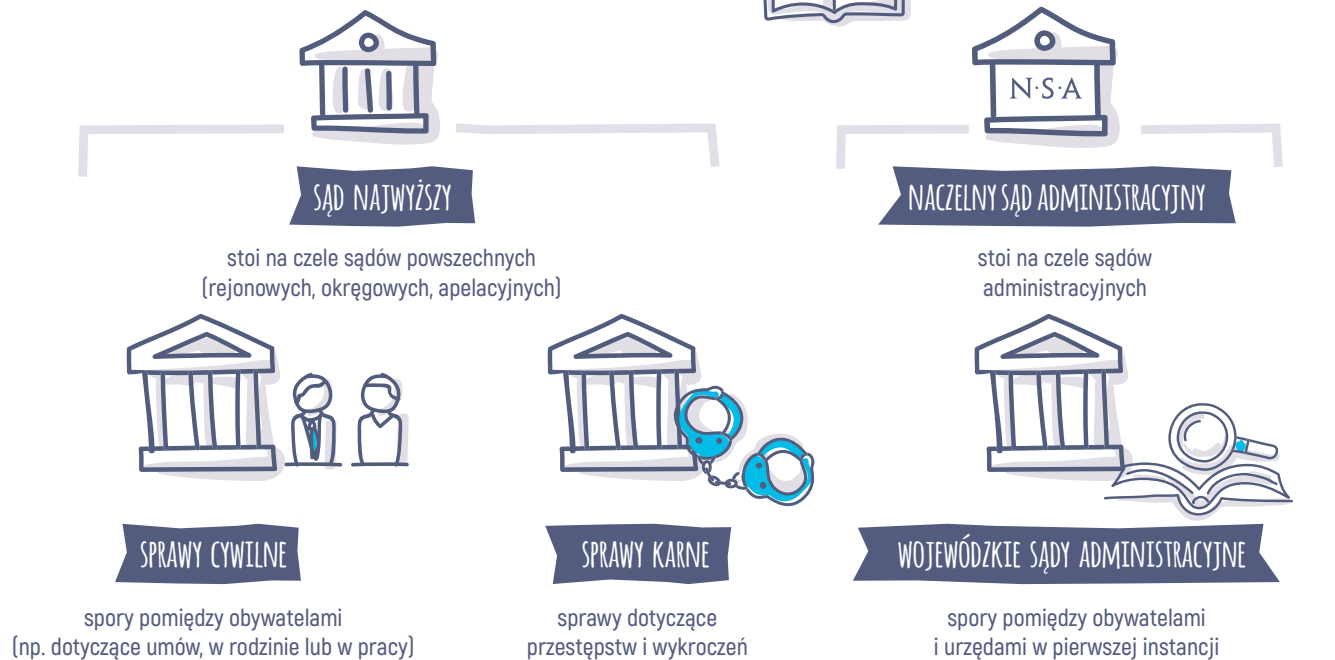 N·S·A
SĄD NAJWYŻSZY
stoi na czele sądów powszechnych
(rejonowych, okręgowych, apelacyjnych)
NACZELNY SĄD ADMINISTRACYJNY
stoi na czele sądów
administracyjnych
SPRAWY CYWILNE
spory pomiędzy obywatelami
(np. dotyczące umów, w rodzinie lub w pracy)
SPRAWY KARNE
sprawy dotyczące
przestępstw i wykroczeń
WOJEWÓDZKIE SĄDY ADMINISTRACYJNE
spory pomiędzy obywatelami
i urzędami w pierwszej instancji